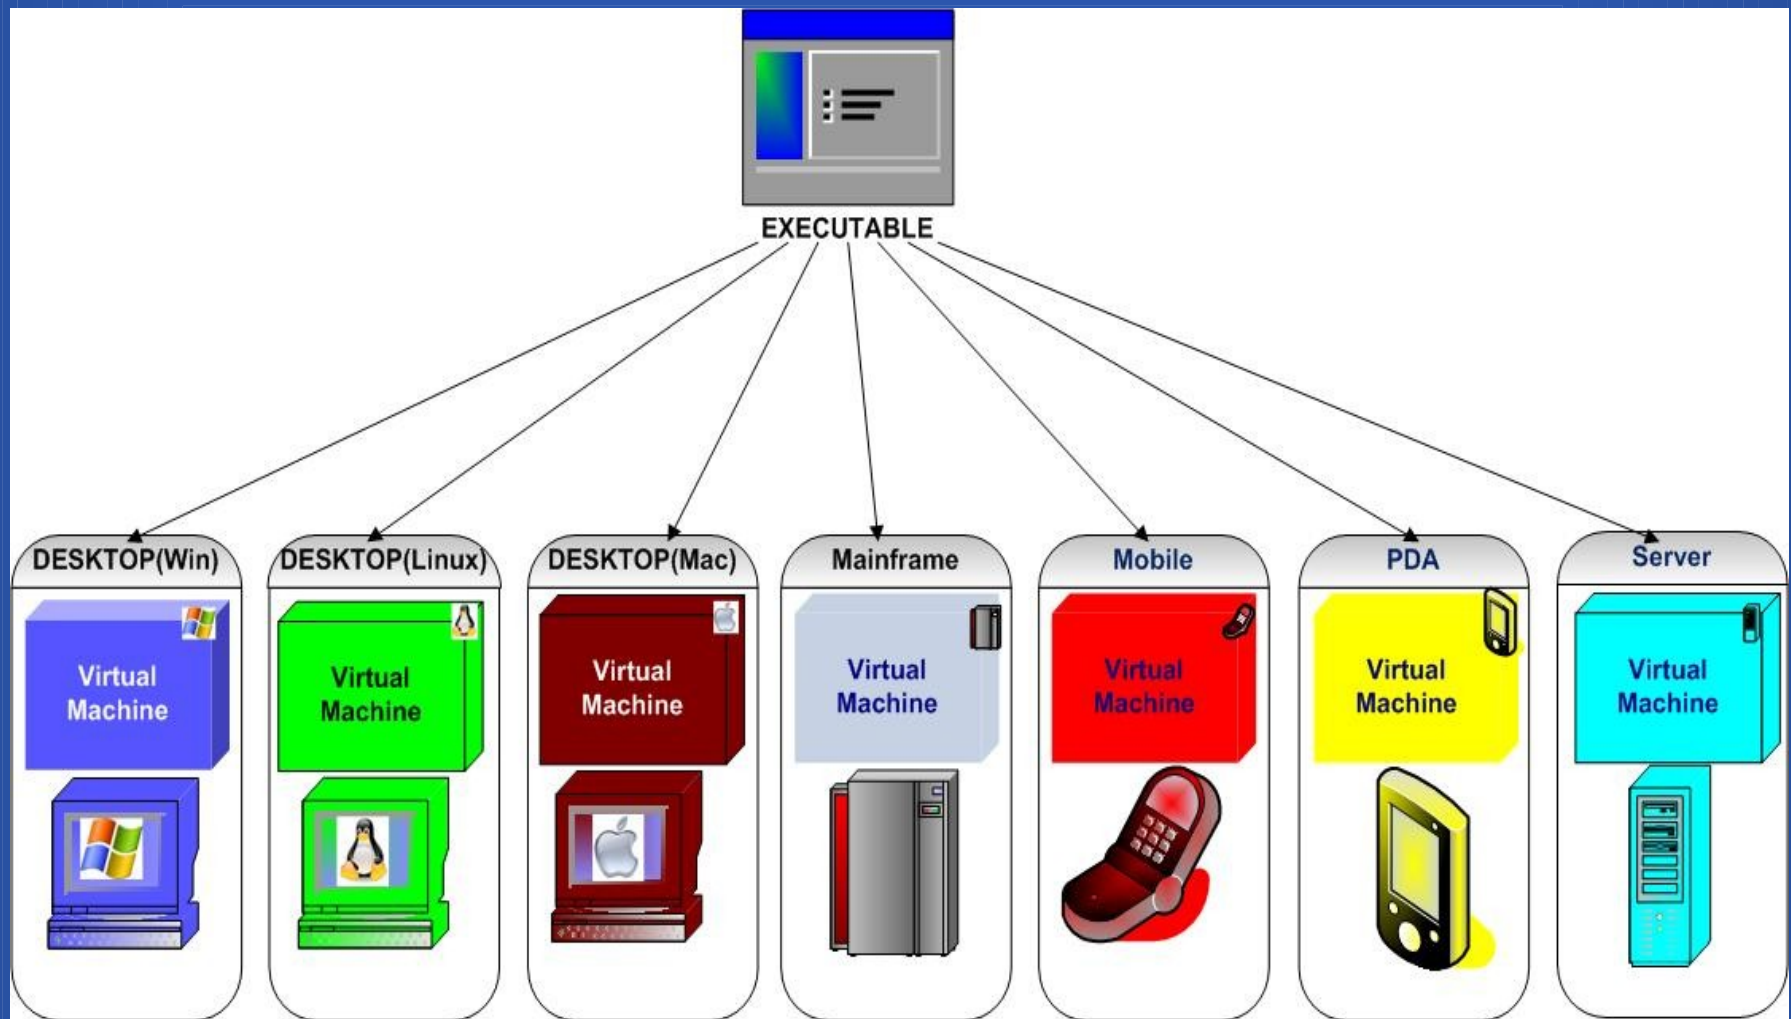 EXECUTABLE
DESKTOP(Win)
DESKTOP(Linux)
DESKTOP(Mac)
Mainframe
Mobile
PDA
Server
Virtual
Machine
Virtual
Machine
Virtual
Machine
Virtual
Machine
Virtual
Machine
Virtual
Machine
Virtual
Machine